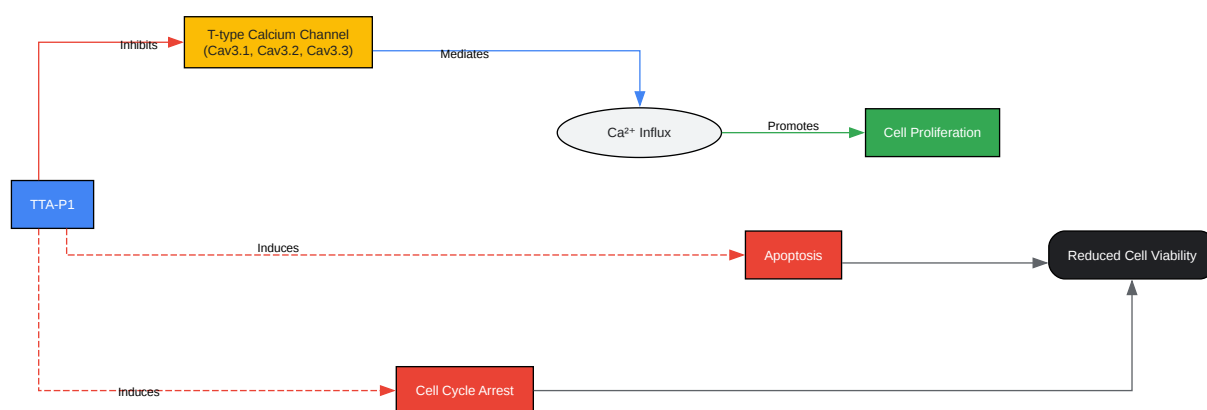 T-type Calcium Channel
(Cav3.1, Cav3.2, Cav3.3)
Inhibits
Mediates
Ca²⁺ Influx
Promotes
Cell Proliferation
TTA-P1
Induces
Apoptosis
Reduced Cell Viability
Induces
Cell Cycle Arrest